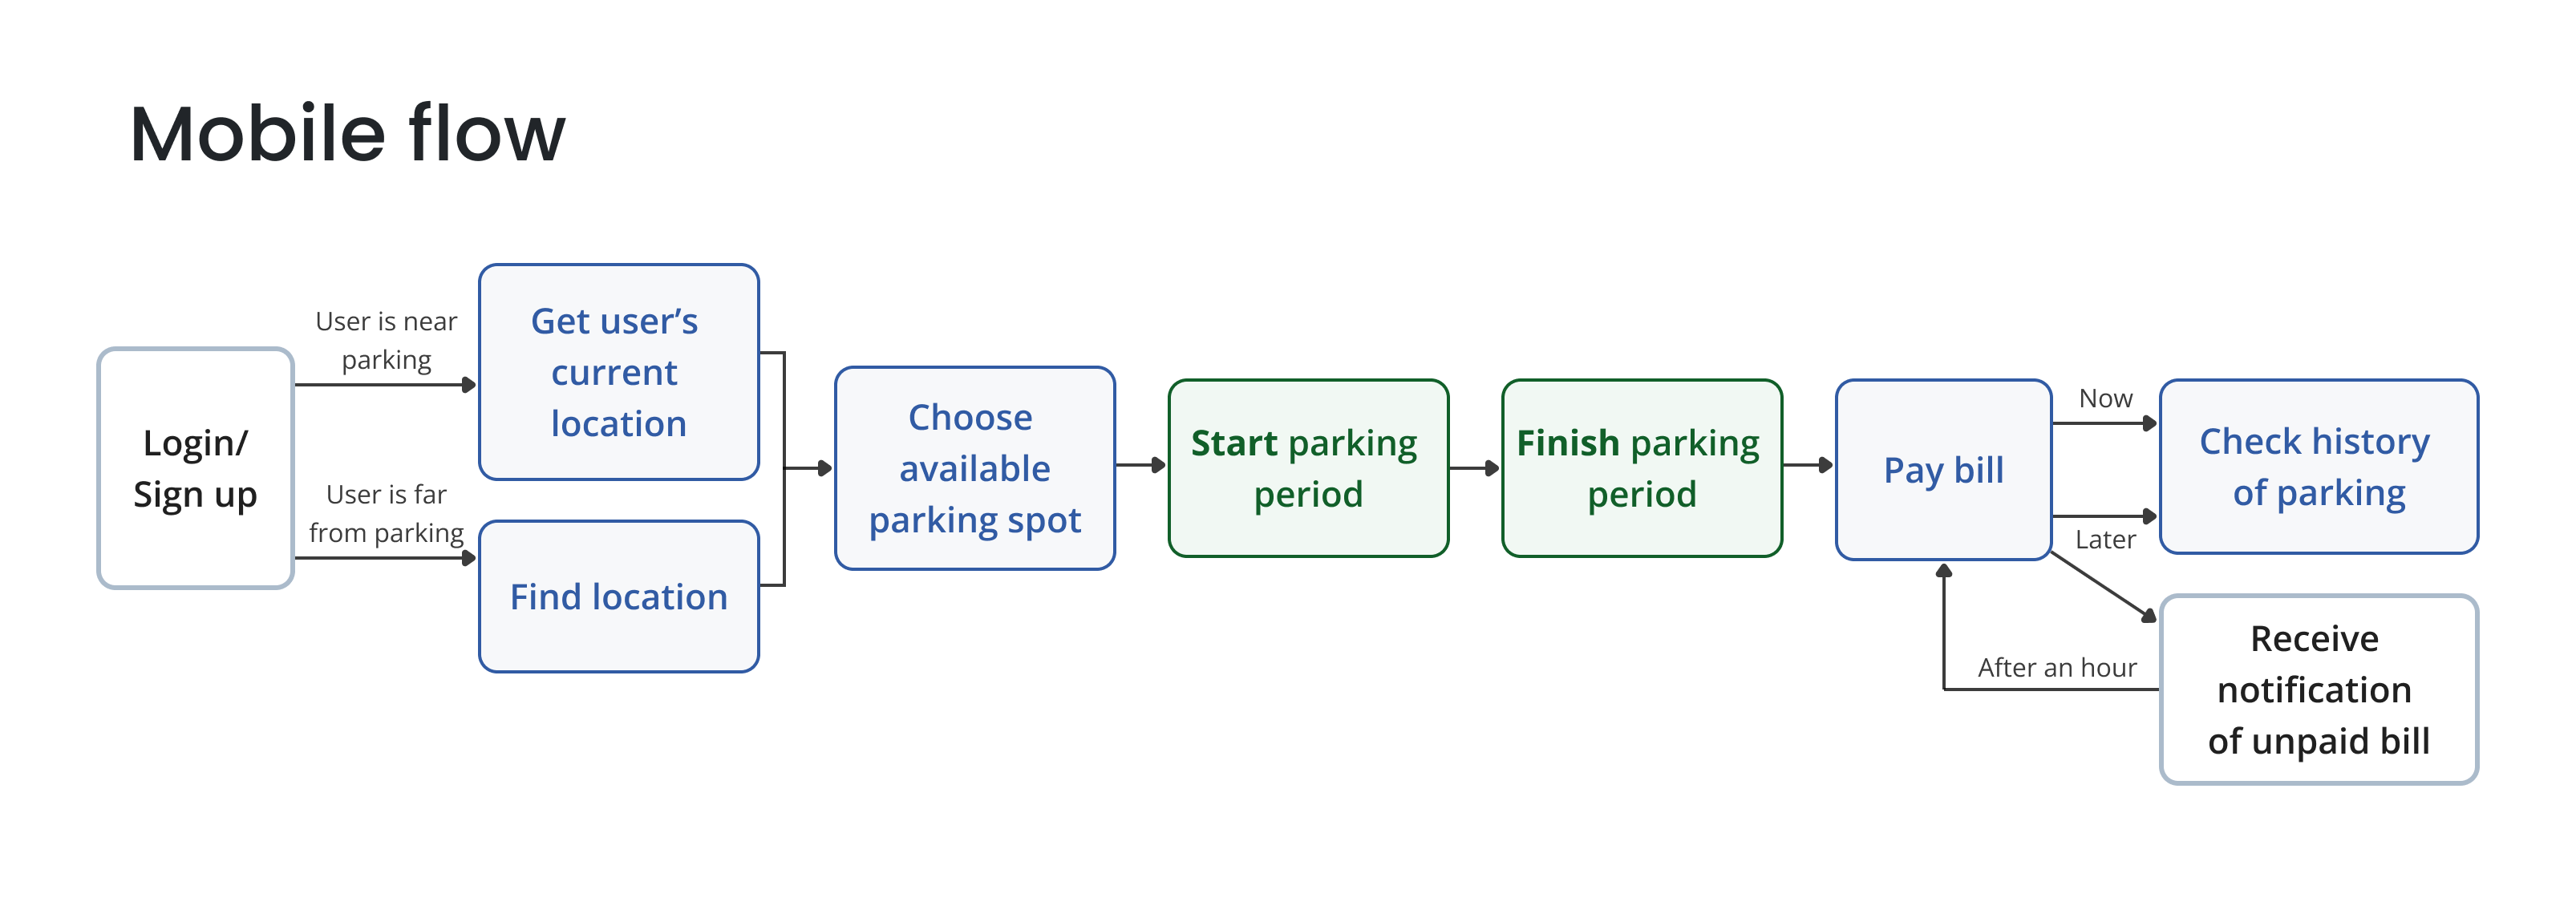 Mobile flow
Login/
Sign up
User is near
parking
User is far
from parking
Get user’s
current
location
Find location
Choose
available
parking spot
Start parking
period
Finish parking
period
Pay bill
Now
Later
Check history
of parking
After an hour
Receive
notification
of unpaid bill